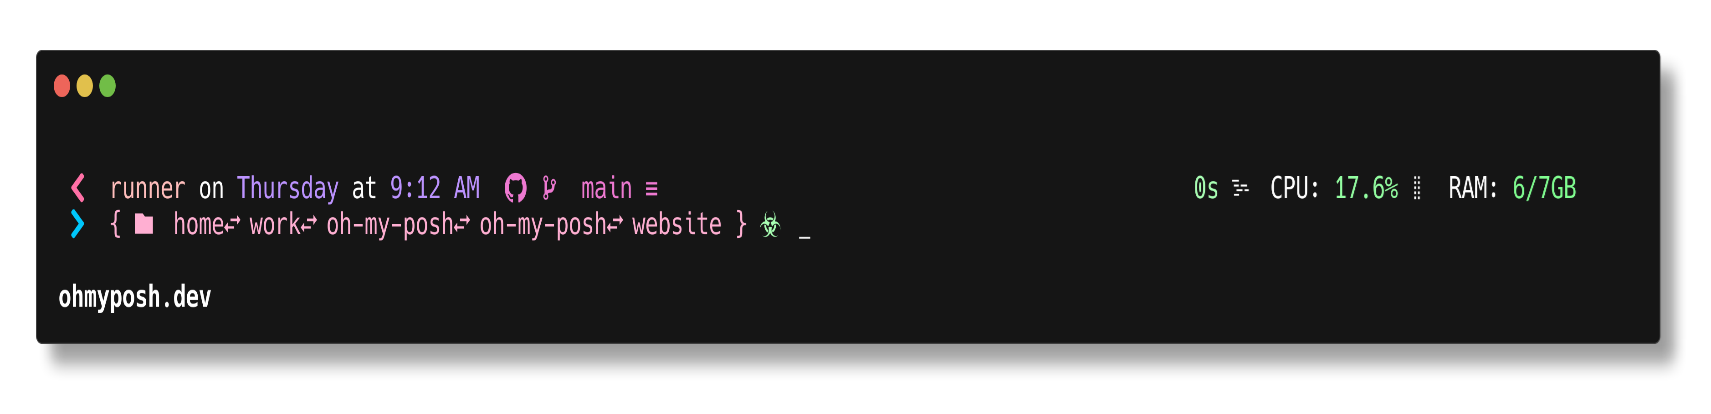 ❮ runner on Thursday at 9:12 AM main ≡ 0s CPU: 17.6% ⣿ RAM: 6/7GB
❯ { home⥂ work⥂ oh-my-posh⥂ oh-my-posh⥂ website } ☣ _
ohmyposh.dev